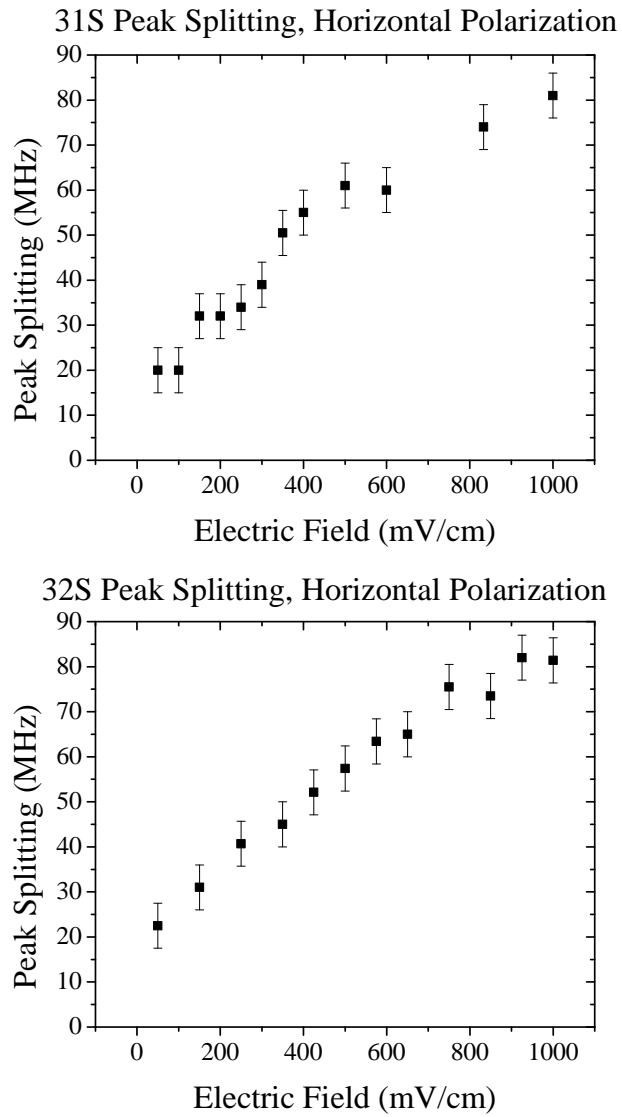 31S Peak Splitting, Horizontal Polarization
90
80
70
60
50
40
30
20
10
0
Peak Splitting (MHz)
0 200 400 600 800 1000
Electric Field (mV/cm)
32S Peak Splitting, Horizontal Polarization
90
80
70
60
50
40
30
20
10
0
Peak Splitting (MHz)
0 200 400 600 800 1000
Electric Field (mV/cm)